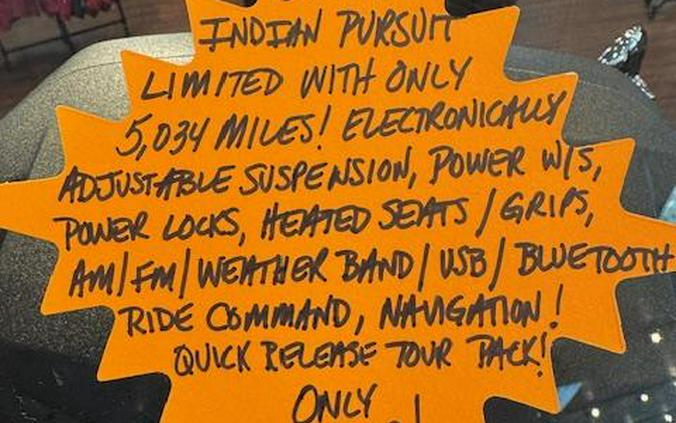 INDIAN PURSUIT
LIMITED WITH ONLY
5,034 MILES! ELECTRONICALLY
ADJUSTABLE SUSPENSION, POWER W/S,
POWER LOCKS, HEATED SEATS / GRIPS,
AM/FM/WEATHER BAND/USB/BLUETOOTH
RIDE COMMAND, NAVIGATION!
QUICK RELEASE TOUR PACK!
ONLY